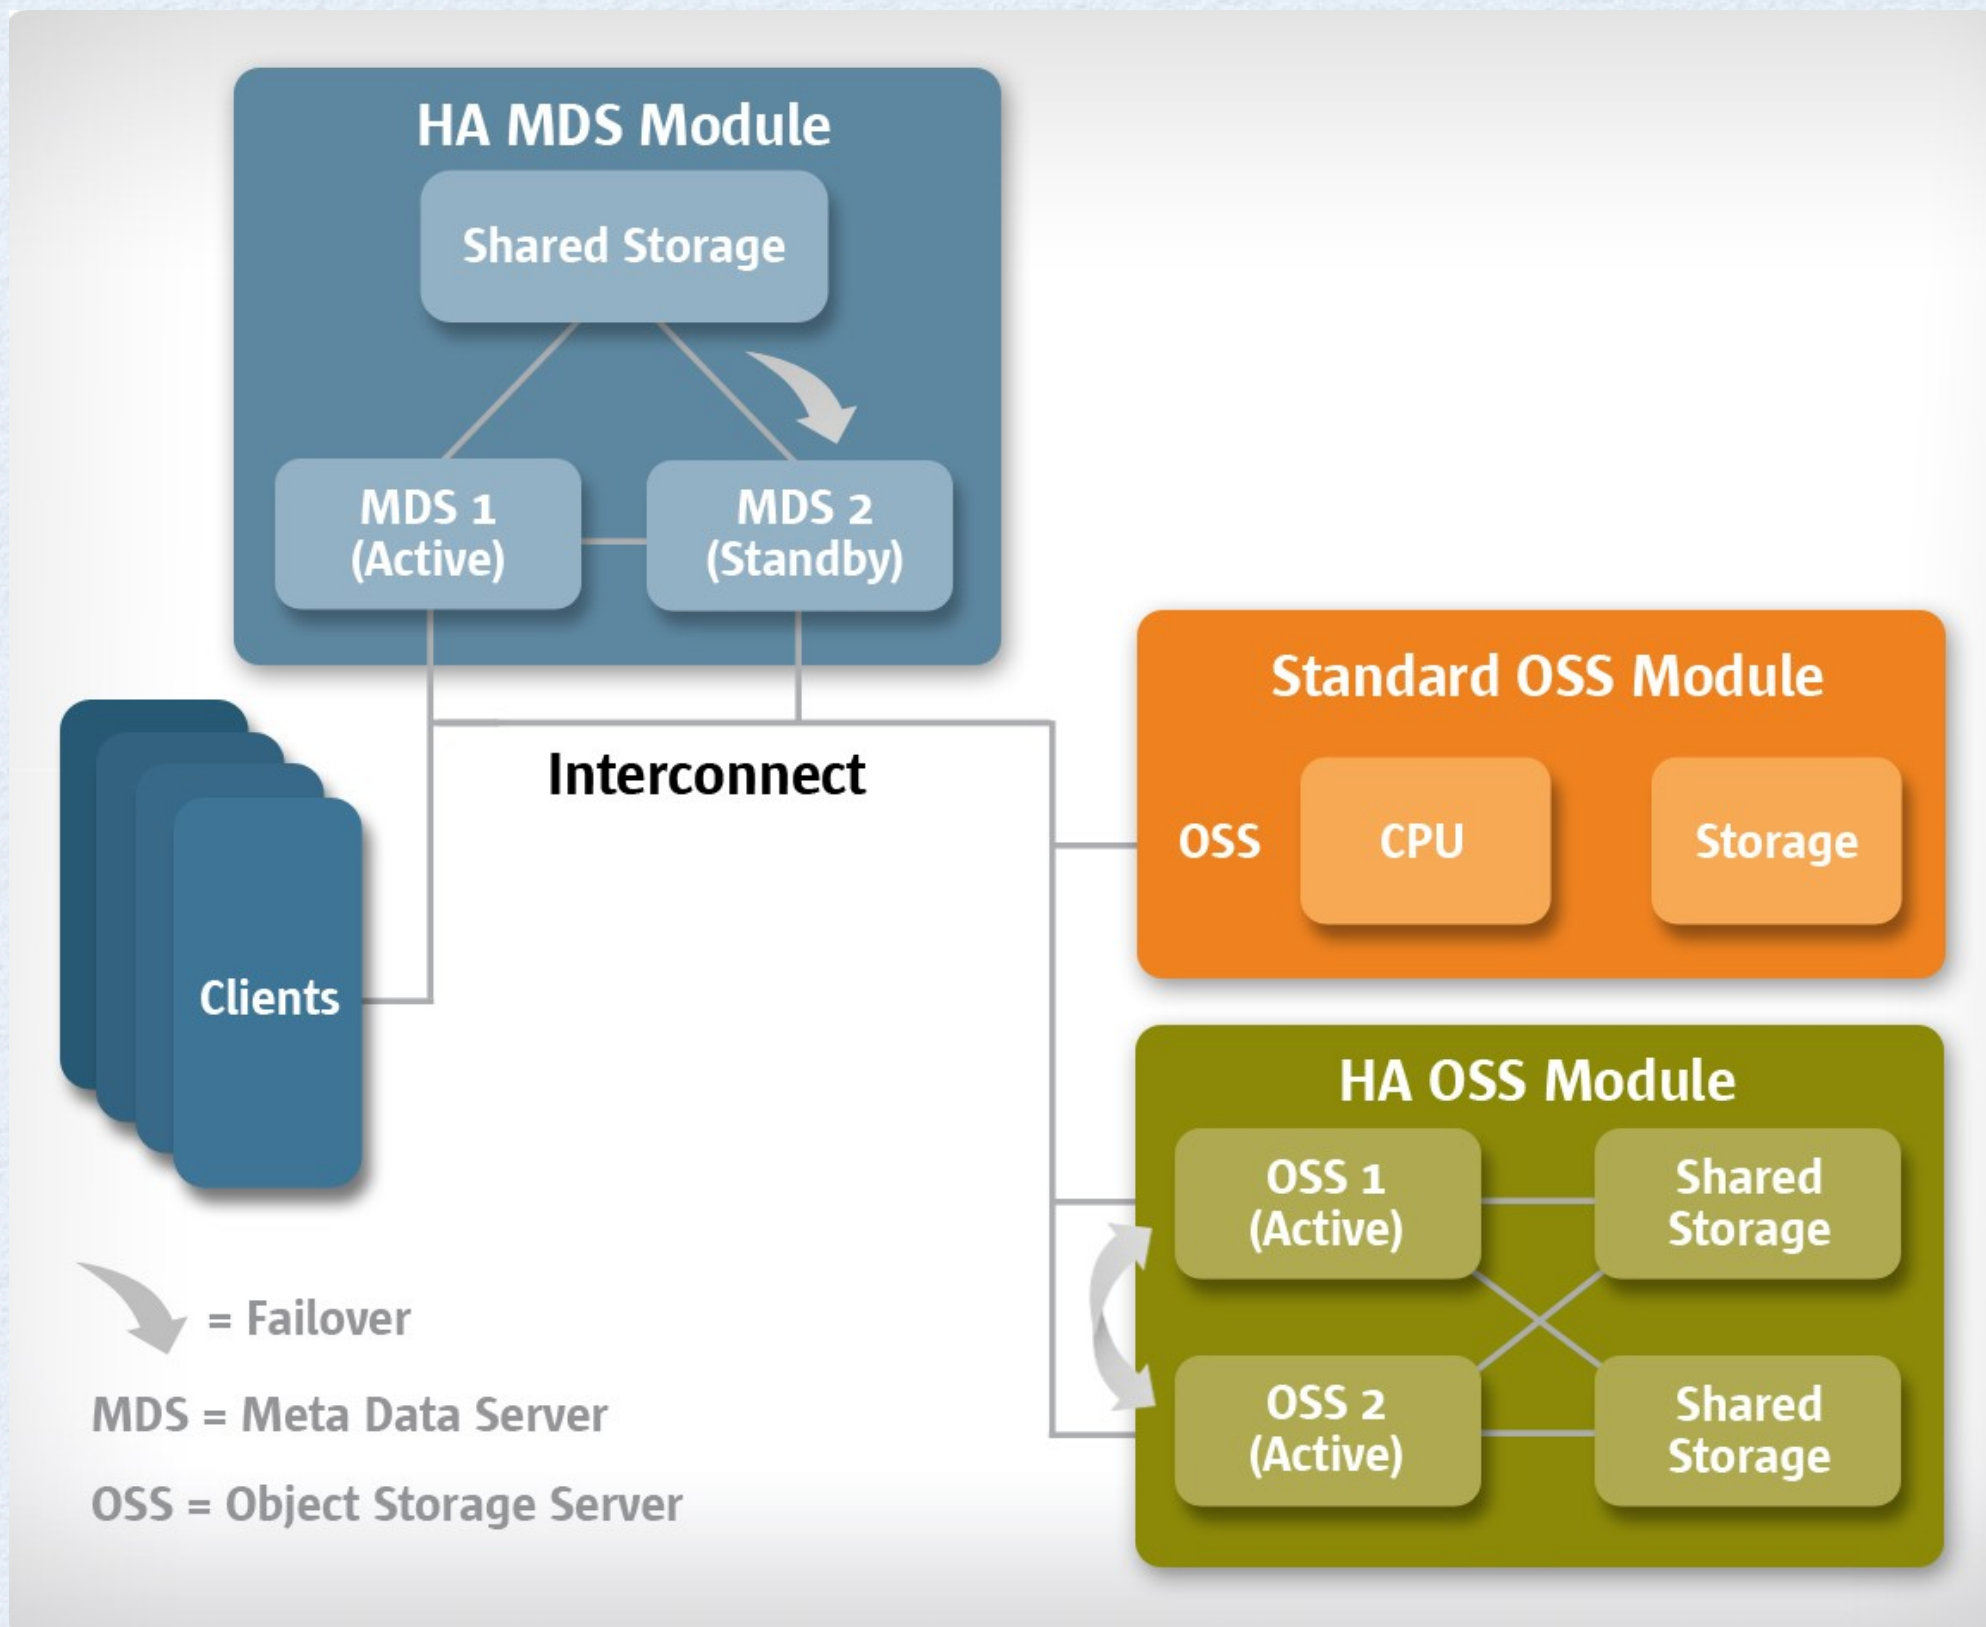 HA MDS Module
Shared Storage
MDS 1
(Active)
MDS 2
(Standby)
Interconnect
Clients
Standard OSS Module
OSS
CPU
Storage
HA OSS Module
OSS 1
(Active)
Shared
Storage
OSS 2
(Active)
Shared
Storage
= Failover
MDS = Meta Data Server
OSS = Object Storage Server